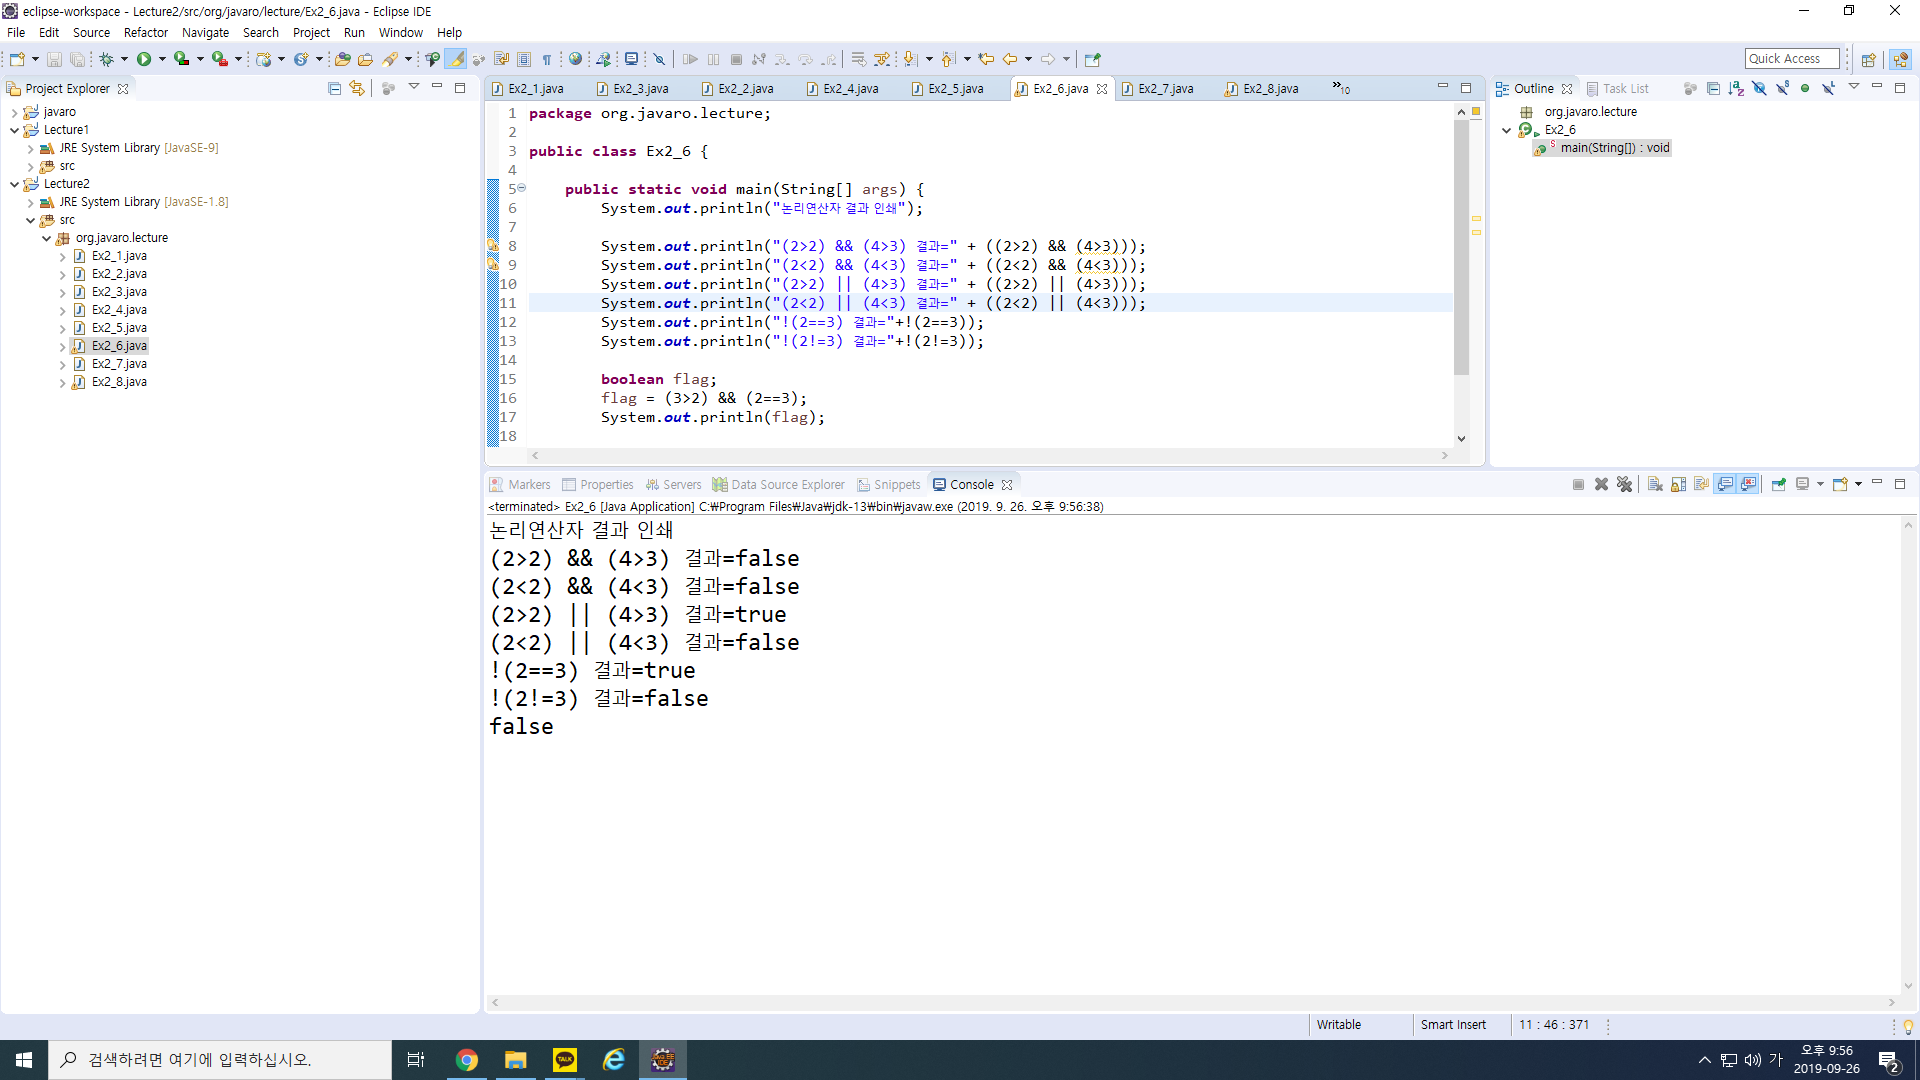 eclipse-workspace - Lecture2/src/org/javaro/lecture/Ex2_6.java - Eclipse IDE
File Edit Source Refactor Navigate Search Project Run Window Help
Quick Access
Project Explorer
javaro
Lecture1
JRE System Library [JavaSE-9]
src
Lecture2
JRE System Library [JavaSE-1.8]
src
org.javaro.lecture
Ex2_1.java
Ex2_2.java
Ex2_3.java
Ex2_4.java
Ex2_5.java
Ex2_6.java
Ex2_7.java
Ex2_8.java
Ex2_1.java Ex2_3.java Ex2_2.java Ex2_4.java Ex2_5.java Ex2_6.java Ex2_7.java Ex2_8.java »10
1 package org.javaro.lecture;
2
3 public class Ex2_6 {
4
5 public static void main(String[] args) {
6 System.out.println("논리연산자 결과 인쇄");
7
8 System.out.println("(2>2) && (4>3) 결과=" + ((2>2) && (4>3)));
9 System.out.println("(2<2) && (4<3) 결과=" + ((2<2) && (4<3)));
10 System.out.println("(2>2) || (4>3) 결과=" + ((2>2) || (4>3)));
11 System.out.println("(2<2) || (4<3) 결과=" + ((2<2) || (4<3)));
12 System.out.println("!(2==3) 결과="+!(2==3));
13 System.out.println("!(2!=3) 결과="+!(2!=3));
14
15 boolean flag;
16 flag = (3>2) && (2==3);
17 System.out.println(flag);
18
Outline Task List
org.javaro.lecture
Ex2_6
main(String[]) : void
Markers Properties Servers Data Source Explorer Snippets Console
<terminated> Ex2_6 [Java Application] C:₩Program Files₩Java₩jdk-13₩bin₩javaw.exe (2019. 9. 26. 오후 9:56:38)
논리연산자 결과 인쇄
(2>2) && (4>3) 결과=false
(2<2) && (4<3) 결과=false
(2>2) || (4>3) 결과=true
(2<2) || (4<3) 결과=false
!(2==3) 결과=true
!(2!=3) 결과=false
false
Writable Smart Insert 11 : 46 : 371
검색하려면 여기에 입력하십시오.
TALK
가
오후 9:56
2019-09-26
2